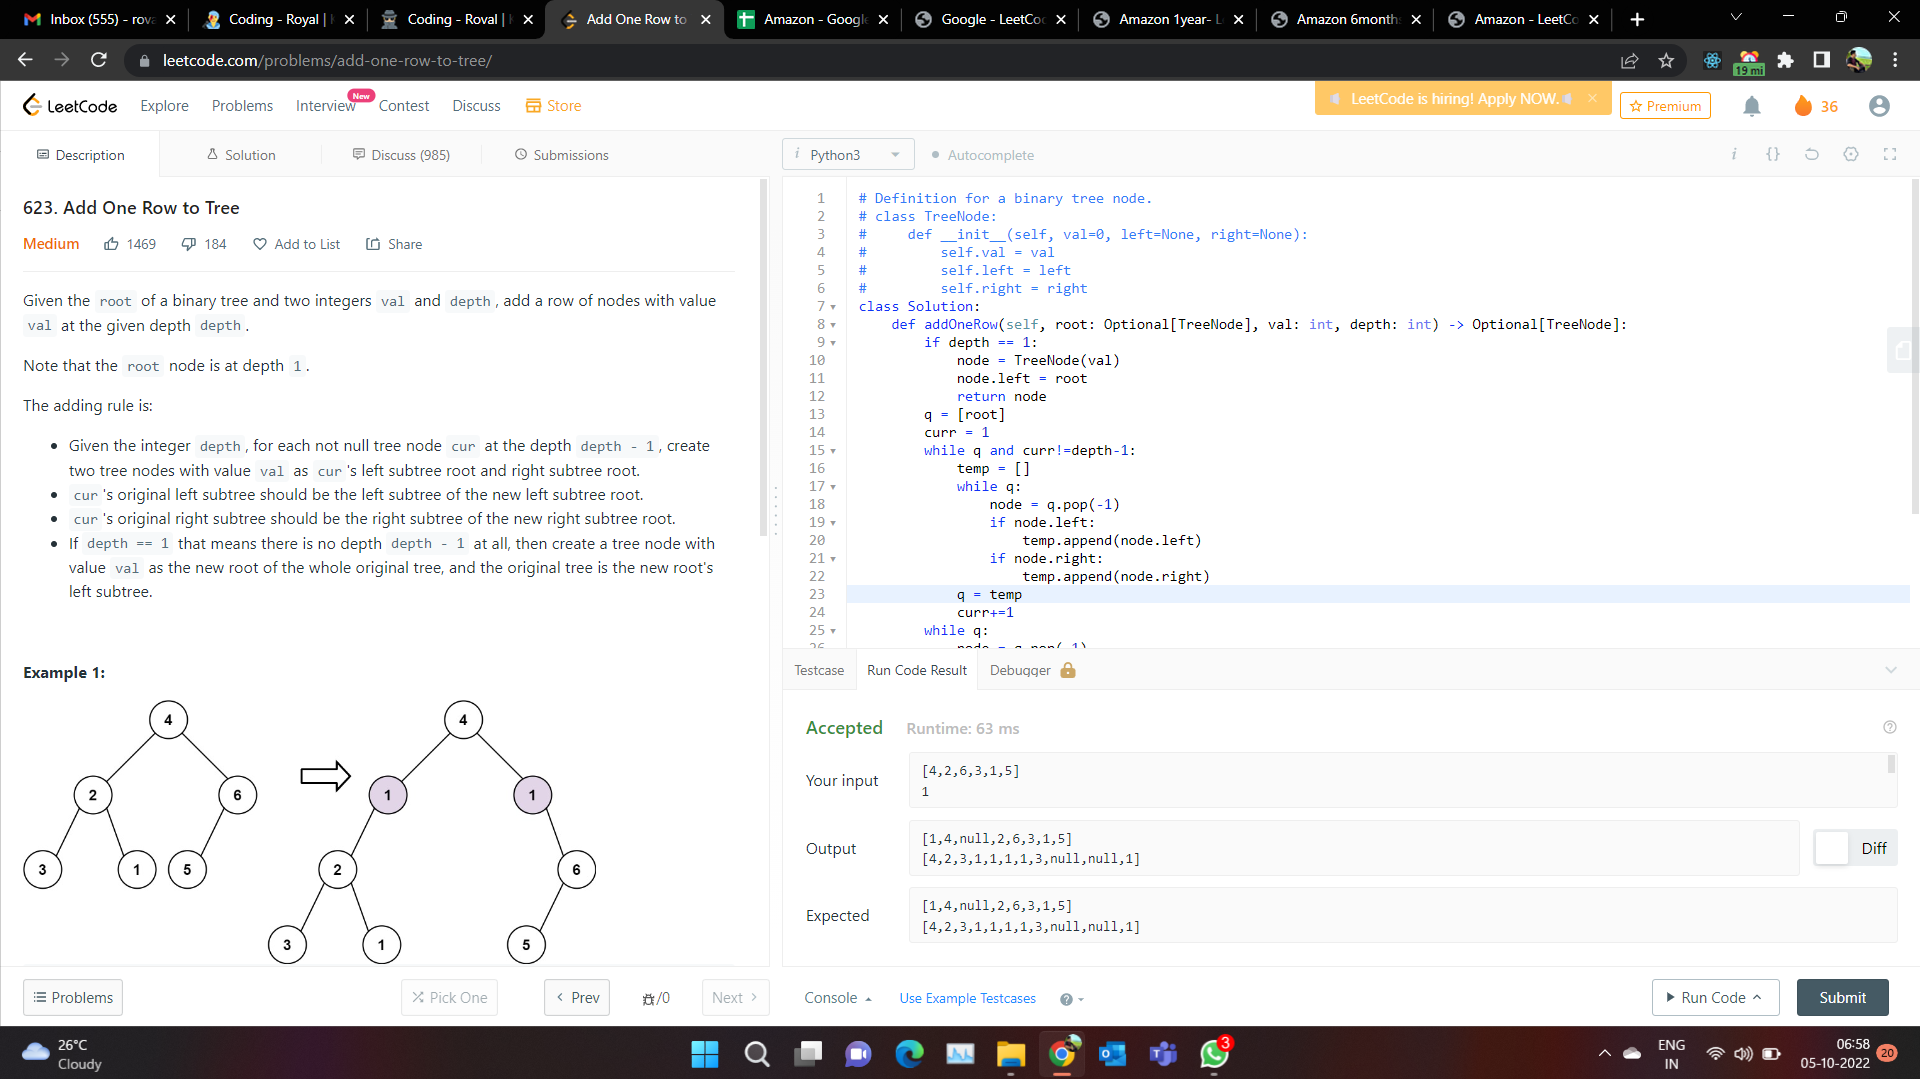 Inbox (555) - rova
Coding - Royal |
Coding - Royal |
Add One Row to
Amazon - Google
Google - LeetCo
Amazon 1year- L
Amazon 6month
Amazon - LeetCo
leetcode.com/problems/add-one-row-to-tree/
19 mi
LeetCode
Explore
Problems
Interview
New
Contest
Discuss
Store
LeetCode is hiring! Apply NOW.
Premium
36
Description
Solution
Discuss (985)
Submissions
623. Add One Row to Tree
Medium
1469
184
Add to List
Share
Given the root of a binary tree and two integers val and depth, add a row of nodes with value
val at the given depth depth.
Note that the root node is at depth 1.
The adding rule is:
• Given the integer depth, for each not null tree node cur at the depth depth - 1, create
two tree nodes with value val as cur's left subtree root and right subtree root.
• cur's original left subtree should be the left subtree of the new left subtree root.
• cur's original right subtree should be the right subtree of the new right subtree root.
• If depth == 1 that means there is no depth depth - 1 at all, then create a tree node with
value val as the new root of the whole original tree, and the original tree is the new root's
left subtree.
Example 1:
4
2 6
3 1 5
4
1 1
2 6
3 1 5
Problems
Pick One
Prev
/0
Next
i Python3
Autocomplete
i {}
1 # Definition for a binary tree node.
2 # class TreeNode:
3 #     def __init__(self, val=0, left=None, right=None):
4 #         self.val = val
5 #         self.left = left
6 #         self.right = right
7 class Solution:
8     def addOneRow(self, root: Optional[TreeNode], val: int, depth: int) -> Optional[TreeNode]:
9         if depth == 1:
10             node = TreeNode(val)
11             node.left = root
12             return node
13         q = [root]
14         curr = 1
15         while q and curr!=depth-1:
16             temp = []
17             while q:
18                 node = q.pop(-1)
19                 if node.left:
20                     temp.append(node.left)
21                 if node.right:
22                     temp.append(node.right)
23             q = temp
24             curr+=1
25         while q:
26             node = q.pop(-1)
Testcase
Run Code Result
Debugger
Accepted
Runtime: 63 ms
Your input
[4,2,6,3,1,5]
1
Output
[1,4,null,2,6,3,1,5]
[4,2,3,1,1,1,1,3,null,null,1]
Diff
Expected
[1,4,null,2,6,3,1,5]
[4,2,3,1,1,1,1,3,null,null,1]
Console
Use Example Testcases
Run Code
Submit
26°C
Cloudy
3
ENG
IN
06:58
05-10-2022
20